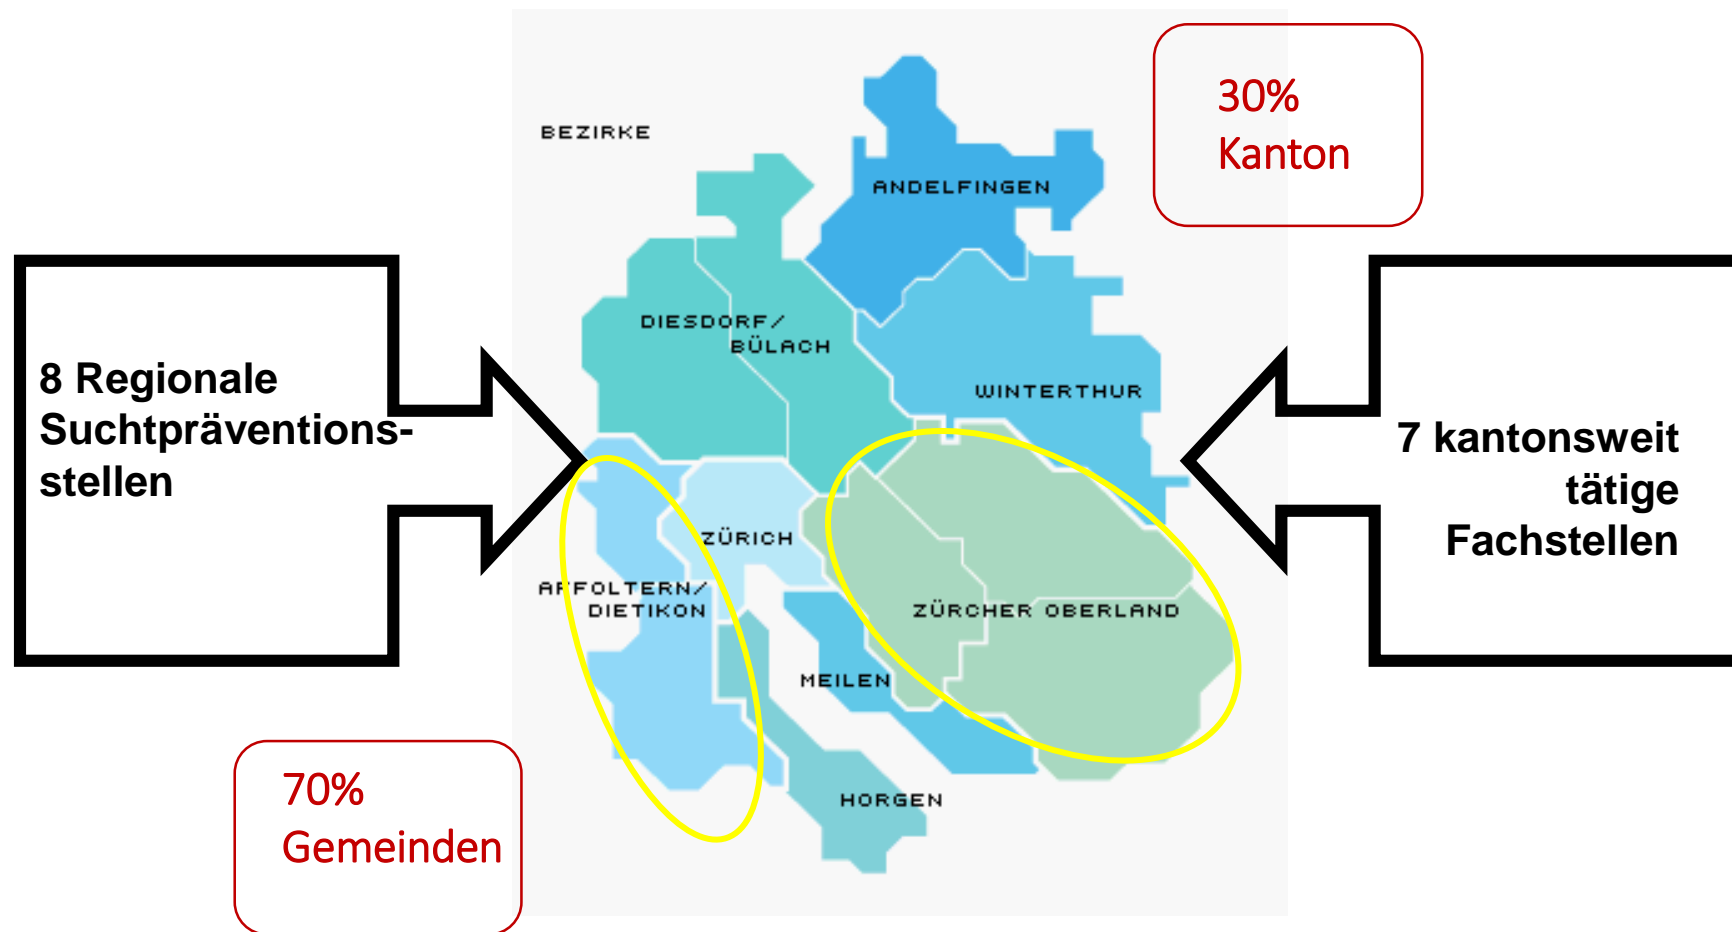 30%
Kanton
BEZIRKE
ANDELFINGEN
DIESDORF/
BÜLACH
WINTERTHUR
8 Regionale
Suchtpräventions-
stellen
7 kantonsweit
tätige
Fachstellen
ZÜRICH
AFFOLTERN/
DIETIKON
ZÜRCHER OBERLAND
MEILEN
HORGEN
70%
Gemeinden